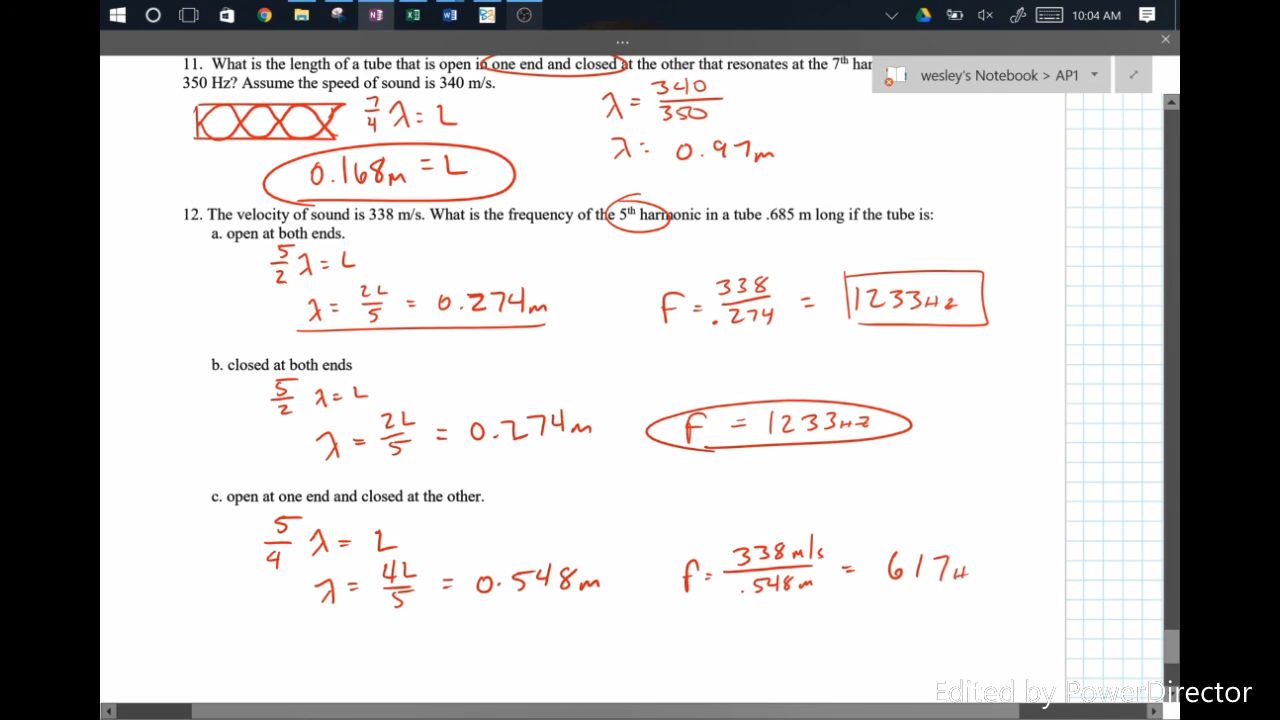 10:04 AM
...
11. What is the length of a tube that is open in one end and closed at the other that resonates at the 7th har
wesley's Notebook > AP1
350 Hz? Assume the speed of sound is 340 m/s.
7/4 λ = L
λ = 340/350
λ = 0.97m
0.168m = L
12. The velocity of sound is 338 m/s. What is the frequency of the 5th harmonic in a tube .685 m long if the tube is:
a. open at both ends.
5/2 λ = L
λ = 2L/5 = 0.274m
F = 338/.274 = 1233Hz
b. closed at both ends
5/2 λ = L
λ = 2L/5 = 0.274m
F = 1233Hz
c. open at one end and closed at the other.
5/4 λ = L
λ = 4L/5 = 0.548m
f = 338m/s/.548m = 617H
Edited by PowerDirector